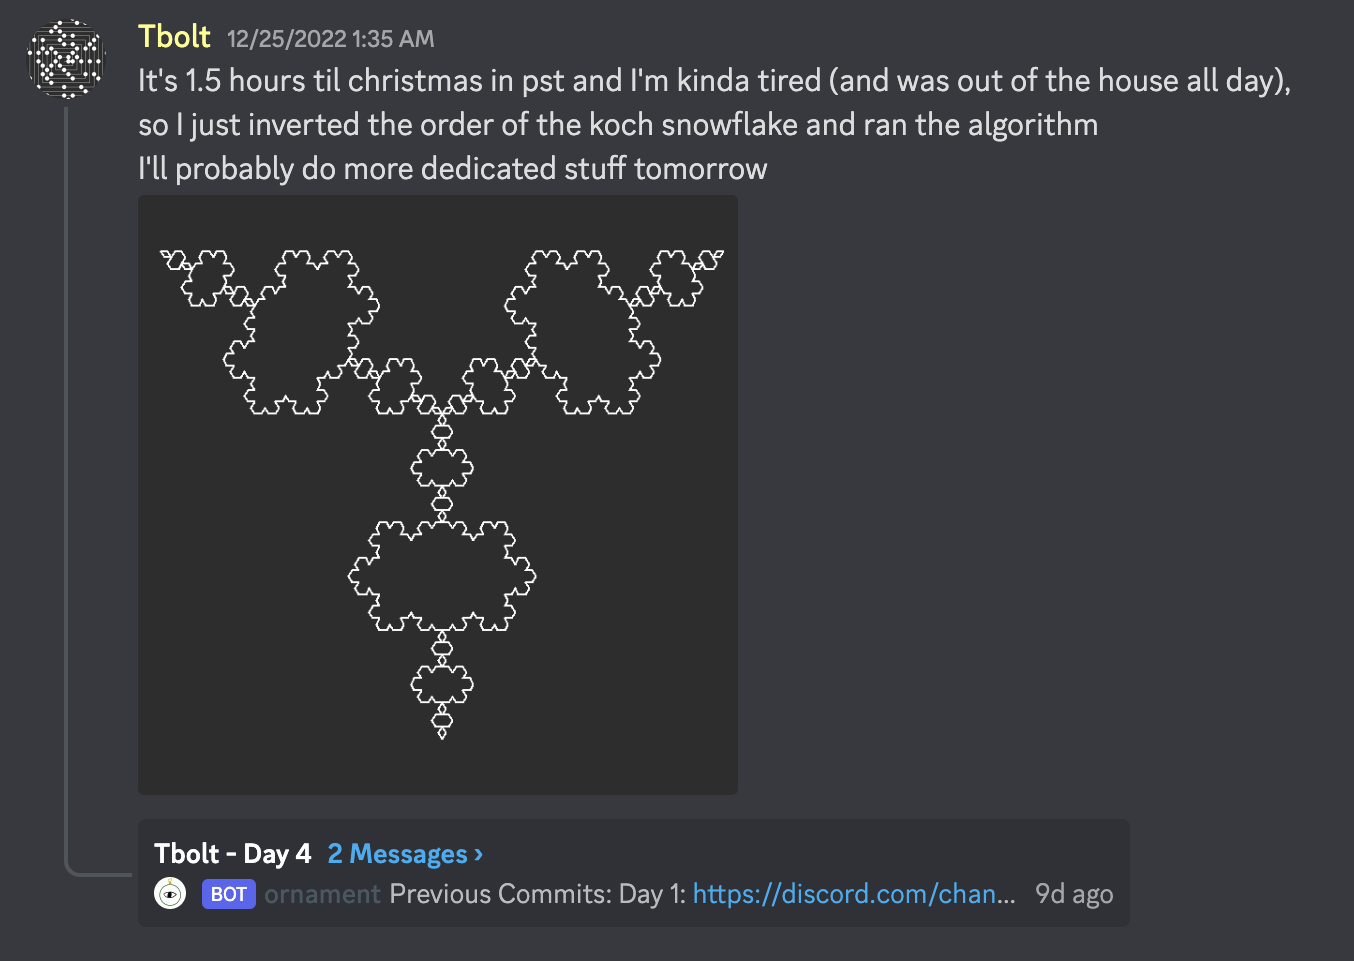 Tbolt 12/25/2022 1:35 AM
It's 1.5 hours til christmas in pst and I'm kinda tired (and was out of the house all day),
so I just inverted the order of the koch snowflake and ran the algorithm
I'll probably do more dedicated stuff tomorrow
Tbolt - Day 4 2 Messages ›
BOT ornament Previous Commits: Day 1: https://discord.com/chan... 9d ago